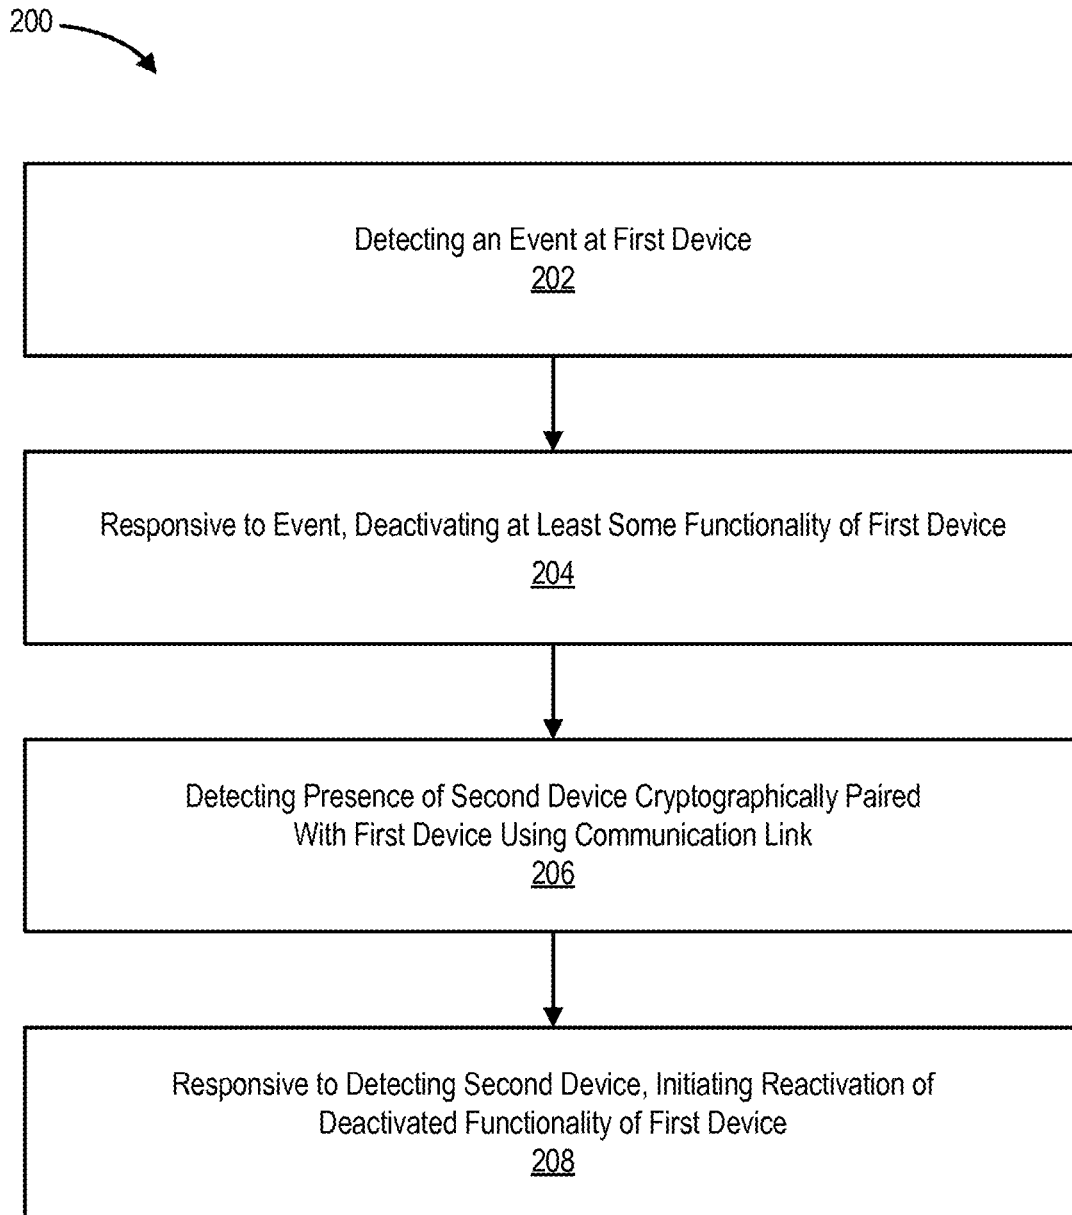 200
Detecting an Event at First Device
202
Responsive to Event, Deactivating at Least Some Functionality of First Device
204
Detecting Presence of Second Device Cryptographically Paired
With First Device Using Communication Link
206
Responsive to Detecting Second Device, Initiating Reactivation of
Deactivated Functionality of First Device
208